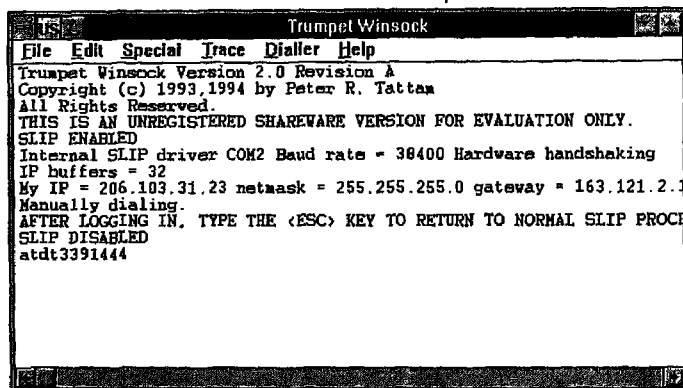 Trumpet Winsock
File Edit Special Trace Dialler Help
Trumpet Winsock Version 2.0 Revision A
Copyright (c) 1993,1994 by Peter R. Tattam
All Rights Reserved.
THIS IS AN UNREGISTERED SHAREWARE VERSION FOR EVALUATION ONLY.
SLIP ENABLED
Internal SLIP driver COM2 Baud rate = 38400 Hardware handshaking
IP buffers = 32
My IP = 206.103.31.23 netmask = 255.255.255.0 gateway = 163.121.2.1
Manually dialing.
AFTER LOGGING IN, TYPE THE <ESC> KEY TO RETURN TO NORMAL SLIP PROCE
SLIP DISABLED
atdt3391444